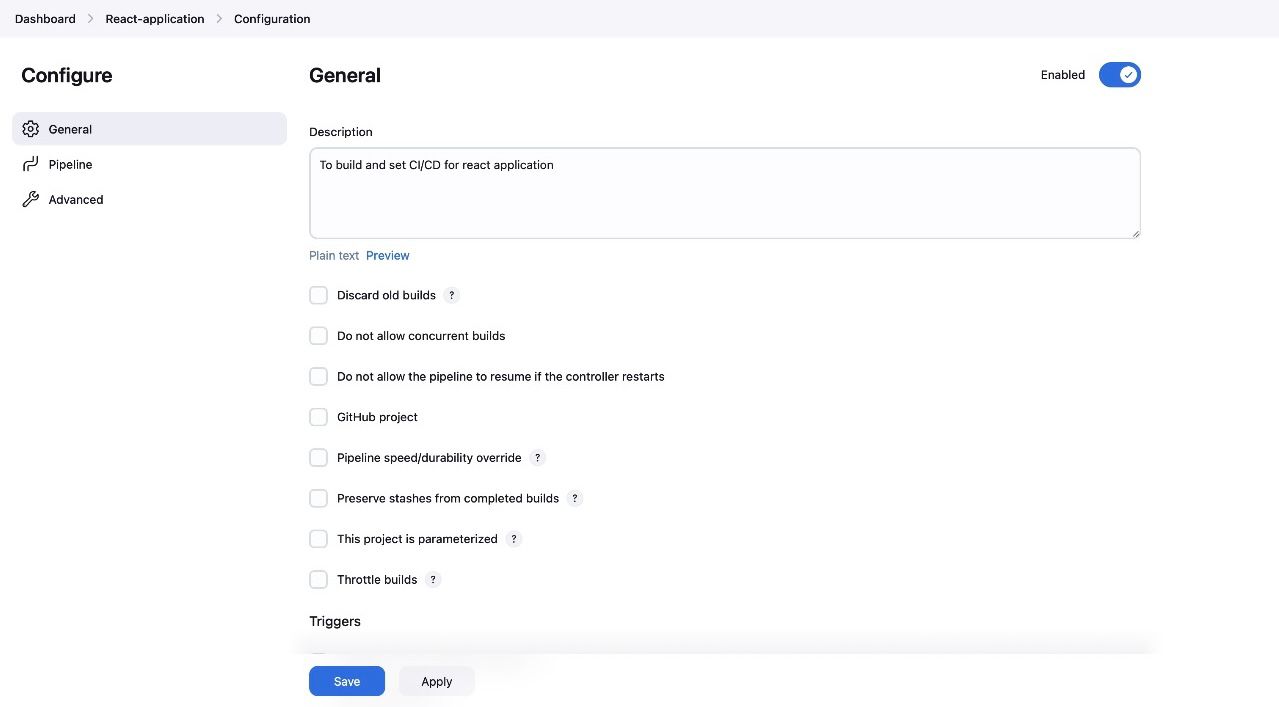 Dashboard > React-application > Configuration
Configure
General
Pipeline
Advanced
General
Enabled
Description
To build and set CI/CD for react application
Plain text Preview
Discard old builds ?
Do not allow concurrent builds
Do not allow the pipeline to resume if the controller restarts
GitHub project
Pipeline speed/durability override ?
Preserve stashes from completed builds ?
This project is parameterized ?
Throttle builds ?
Triggers
Save Apply